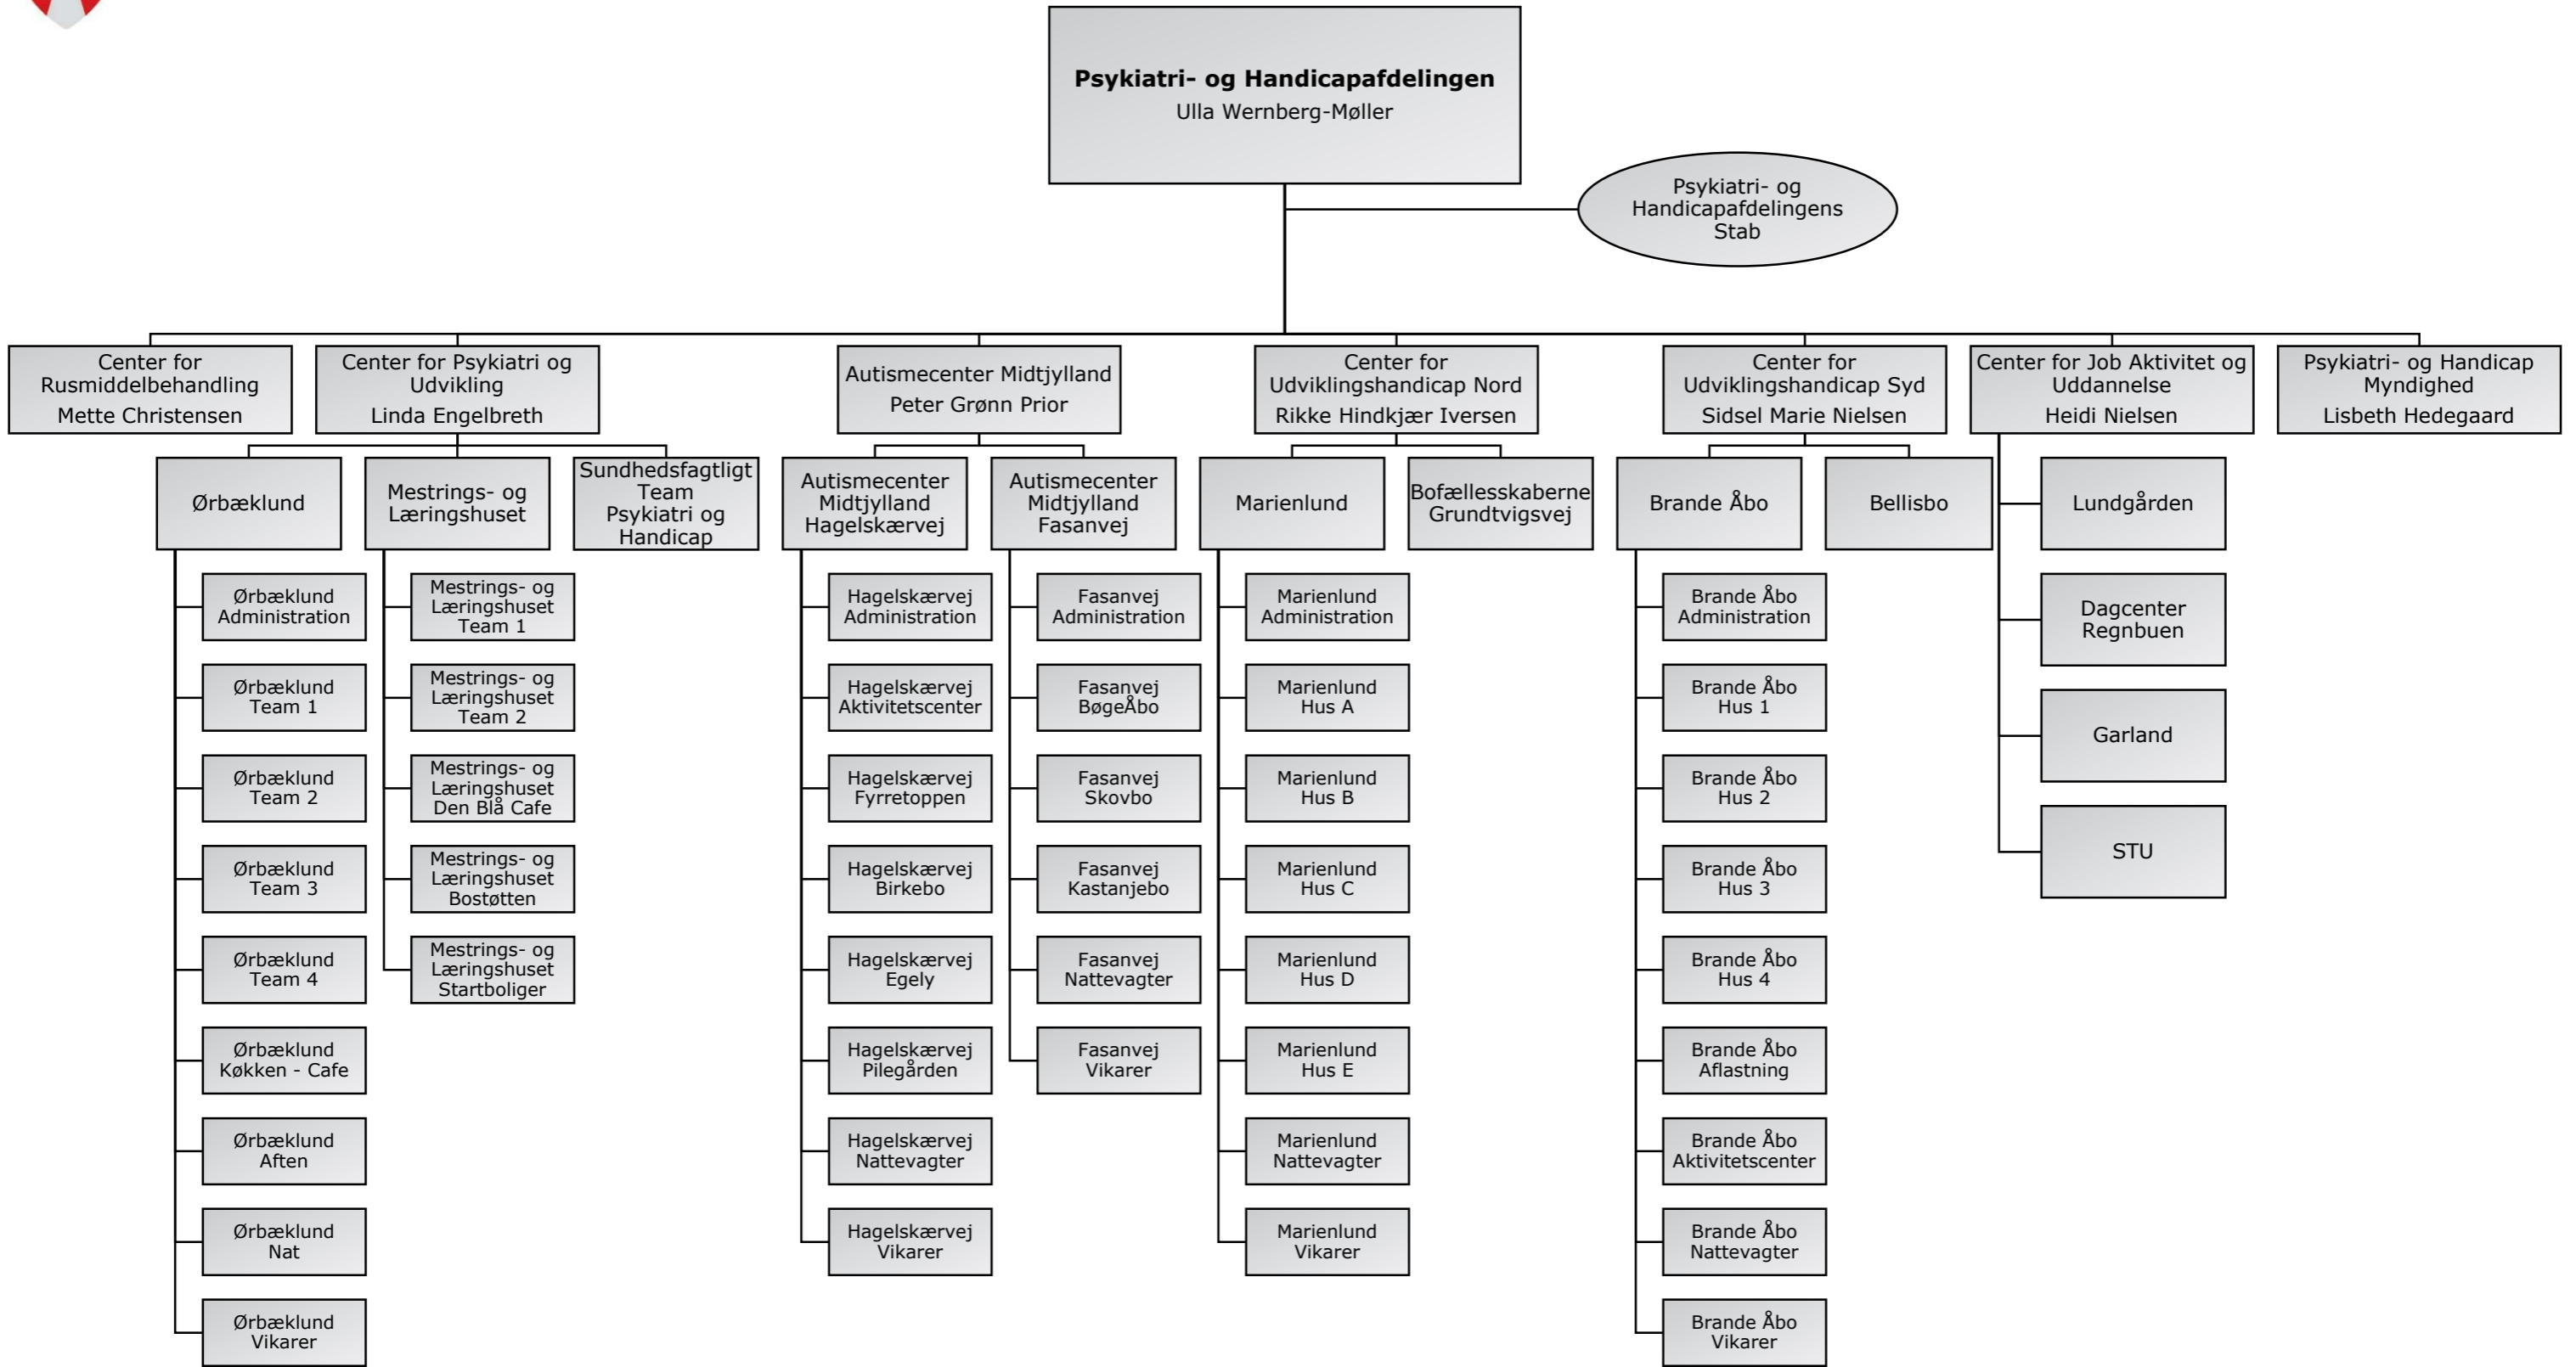 Psykiatri- og Handicapafdelingen
Ulla Wernberg-Møller
Psykiatri- og
Handicapafdelingens
Stab
Center for
Rusmiddelbehandling
Mette Christensen
Center for Psykiatri og
Udvikling
Linda Engelbreth
Autismecenter Midtjylland
Peter Grønn Prior
Center for
Udviklingshandicap Nord
Rikke Hindkjær Iversen
Center for
Udviklingshandicap Syd
Sidsel Marie Nielsen
Center for Job Aktivitet og
Uddannelse
Heidi Nielsen
Psykiatri- og Handicap
Myndighed
Lisbeth Hedegaard
Ørbæklund
Mestrings- og
Læringshuset
Sundhedsfagtligt
Team
Psykiatri og
Handicap
Autismecenter
Midtjylland
Hagelskærvej
Autismecenter
Midtjylland
Fasanvej
Marienlund
Bofællesskaberne
Grundtvigsvej
Brande Åbo
Bellisbo
Lundgården
Dagcenter
Regnbuen
Garland
STU
Ørbæklund
Administration
Ørbæklund
Team 1
Ørbæklund
Team 2
Ørbæklund
Team 3
Ørbæklund
Team 4
Ørbæklund
Køkken - Cafe
Ørbæklund
Aften
Ørbæklund
Nat
Ørbæklund
Vikarer
Mestrings- og
Læringshuset
Team 1
Mestrings- og
Læringshuset
Team 2
Mestrings- og
Læringshuset
Den Blå Cafe
Mestrings- og
Læringshuset
Bostøtten
Mestrings- og
Læringshuset
Startboliger
Hagelskærvej
Administration
Hagelskærvej
Aktivitetscenter
Hagelskærvej
Fyrretoppen
Hagelskærvej
Birkebo
Hagelskærvej
Egely
Hagelskærvej
Pilegården
Hagelskærvej
Nattevagter
Hagelskærvej
Vikarer
Fasanvej
Administration
Fasanvej
BøgeÅbo
Fasanvej
Skovbo
Fasanvej
Kastanjebo
Fasanvej
Nattevagter
Fasanvej
Vikarer
Marienlund
Administration
Marienlund
Hus A
Marienlund
Hus B
Marienlund
Hus C
Marienlund
Hus D
Marienlund
Hus E
Marienlund
Nattevagter
Marienlund
Vikarer
Brande Åbo
Administration
Brande Åbo
Hus 1
Brande Åbo
Hus 2
Brande Åbo
Hus 3
Brande Åbo
Hus 4
Brande Åbo
Aflastning
Brande Åbo
Aktivitetscenter
Brande Åbo
Nattevagter
Brande Åbo
Vikarer